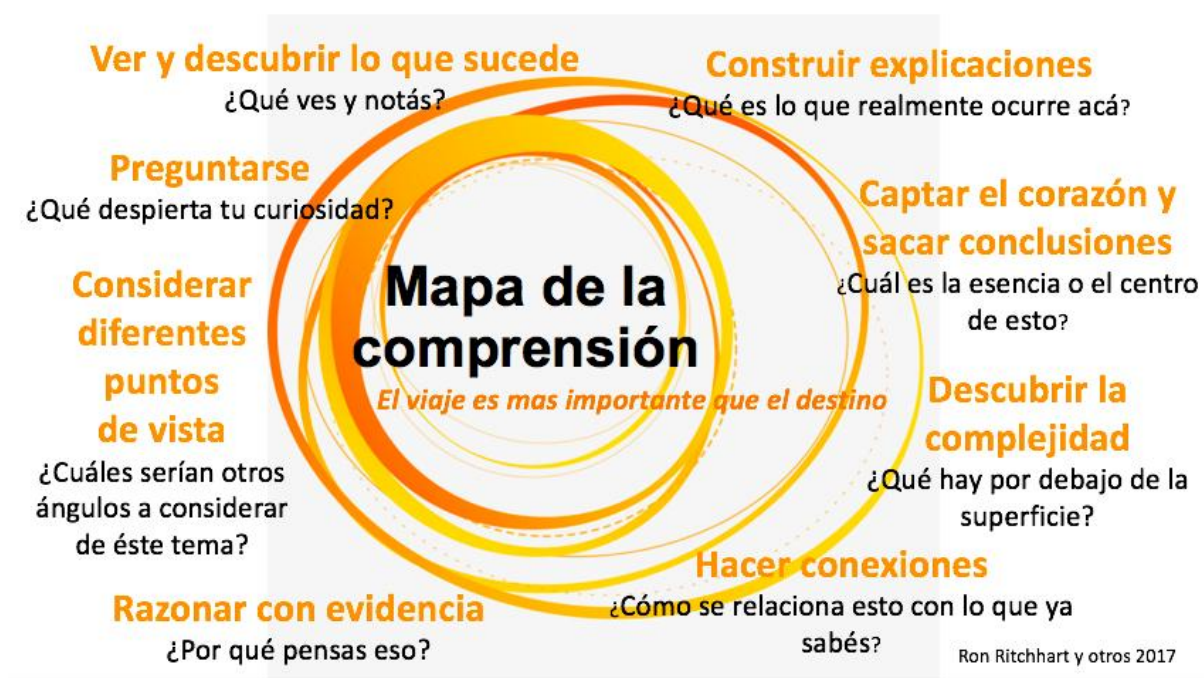 Ver y descubrir lo que sucede
¿Qué ves y notás?
Preguntarse
¿Qué despierta tu curiosidad?
Considerar
diferentes
puntos
de vista
¿Cuáles serían otros
ángulos a considerar
de éste tema?
Razonar con evidencia
¿Por qué pensas eso?
Mapa de la
comprensión
El viaje es mas importante que el destino
Construir explicaciones
¿Qué es lo que realmente ocurre acá?
Captar el corazón y
sacar conclusiones
¿Cuál es la esencia o el centro
de esto?
Descubrir la
complejidad
¿Qué hay por debajo de la
superficie?
Hacer conexiones
¿Cómo se relaciona esto con lo que ya
sabés?
Ron Ritchhart y otros 2017